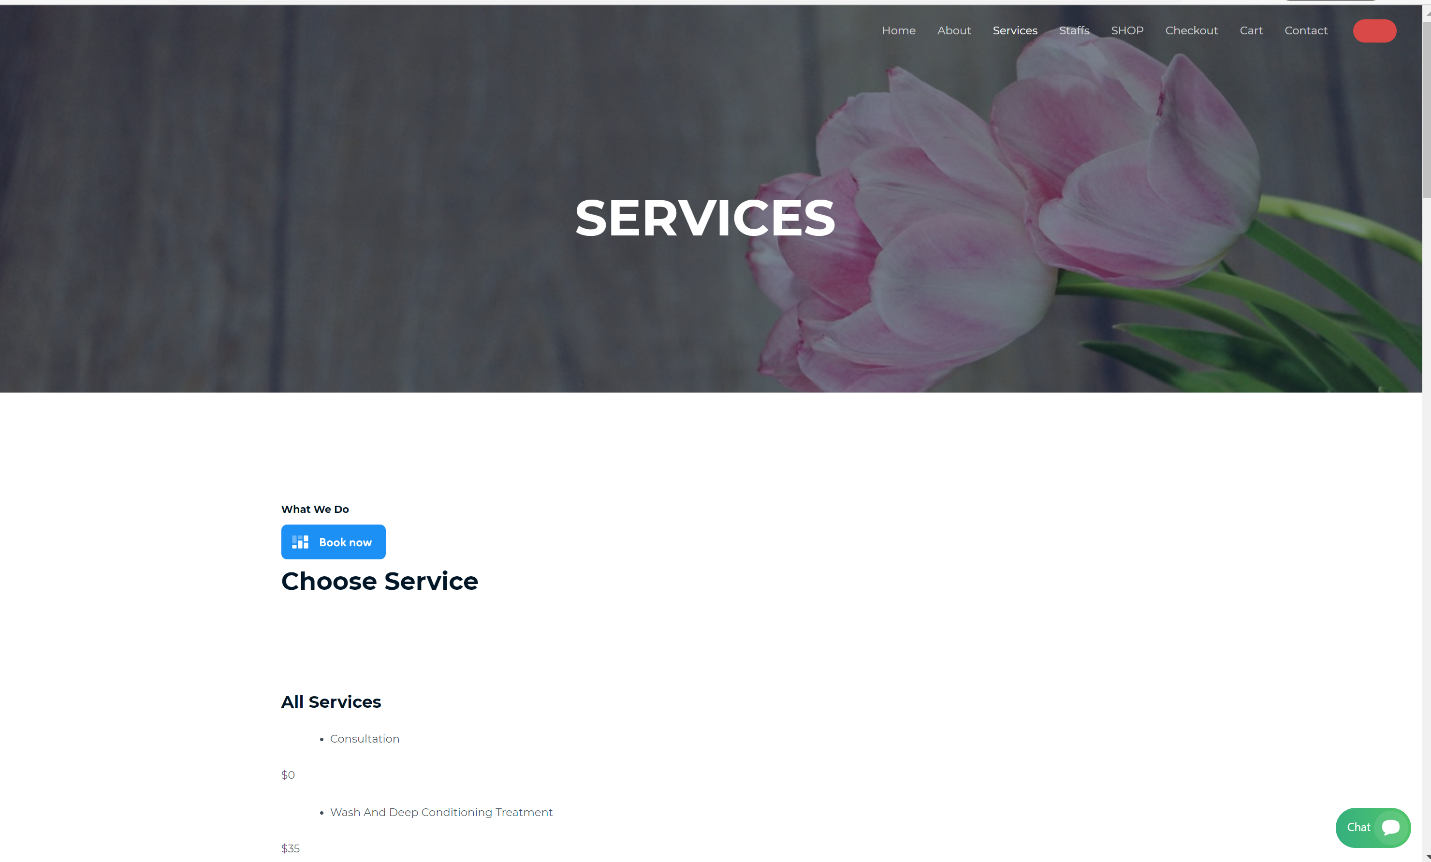 Home About Services Staffs SHOP Checkout Cart Contact
SERVICES
What We Do
Book now
Choose Service
All Services
• Consultation
$0
• Wash And Deep Conditioning Treatment
$35
Chat